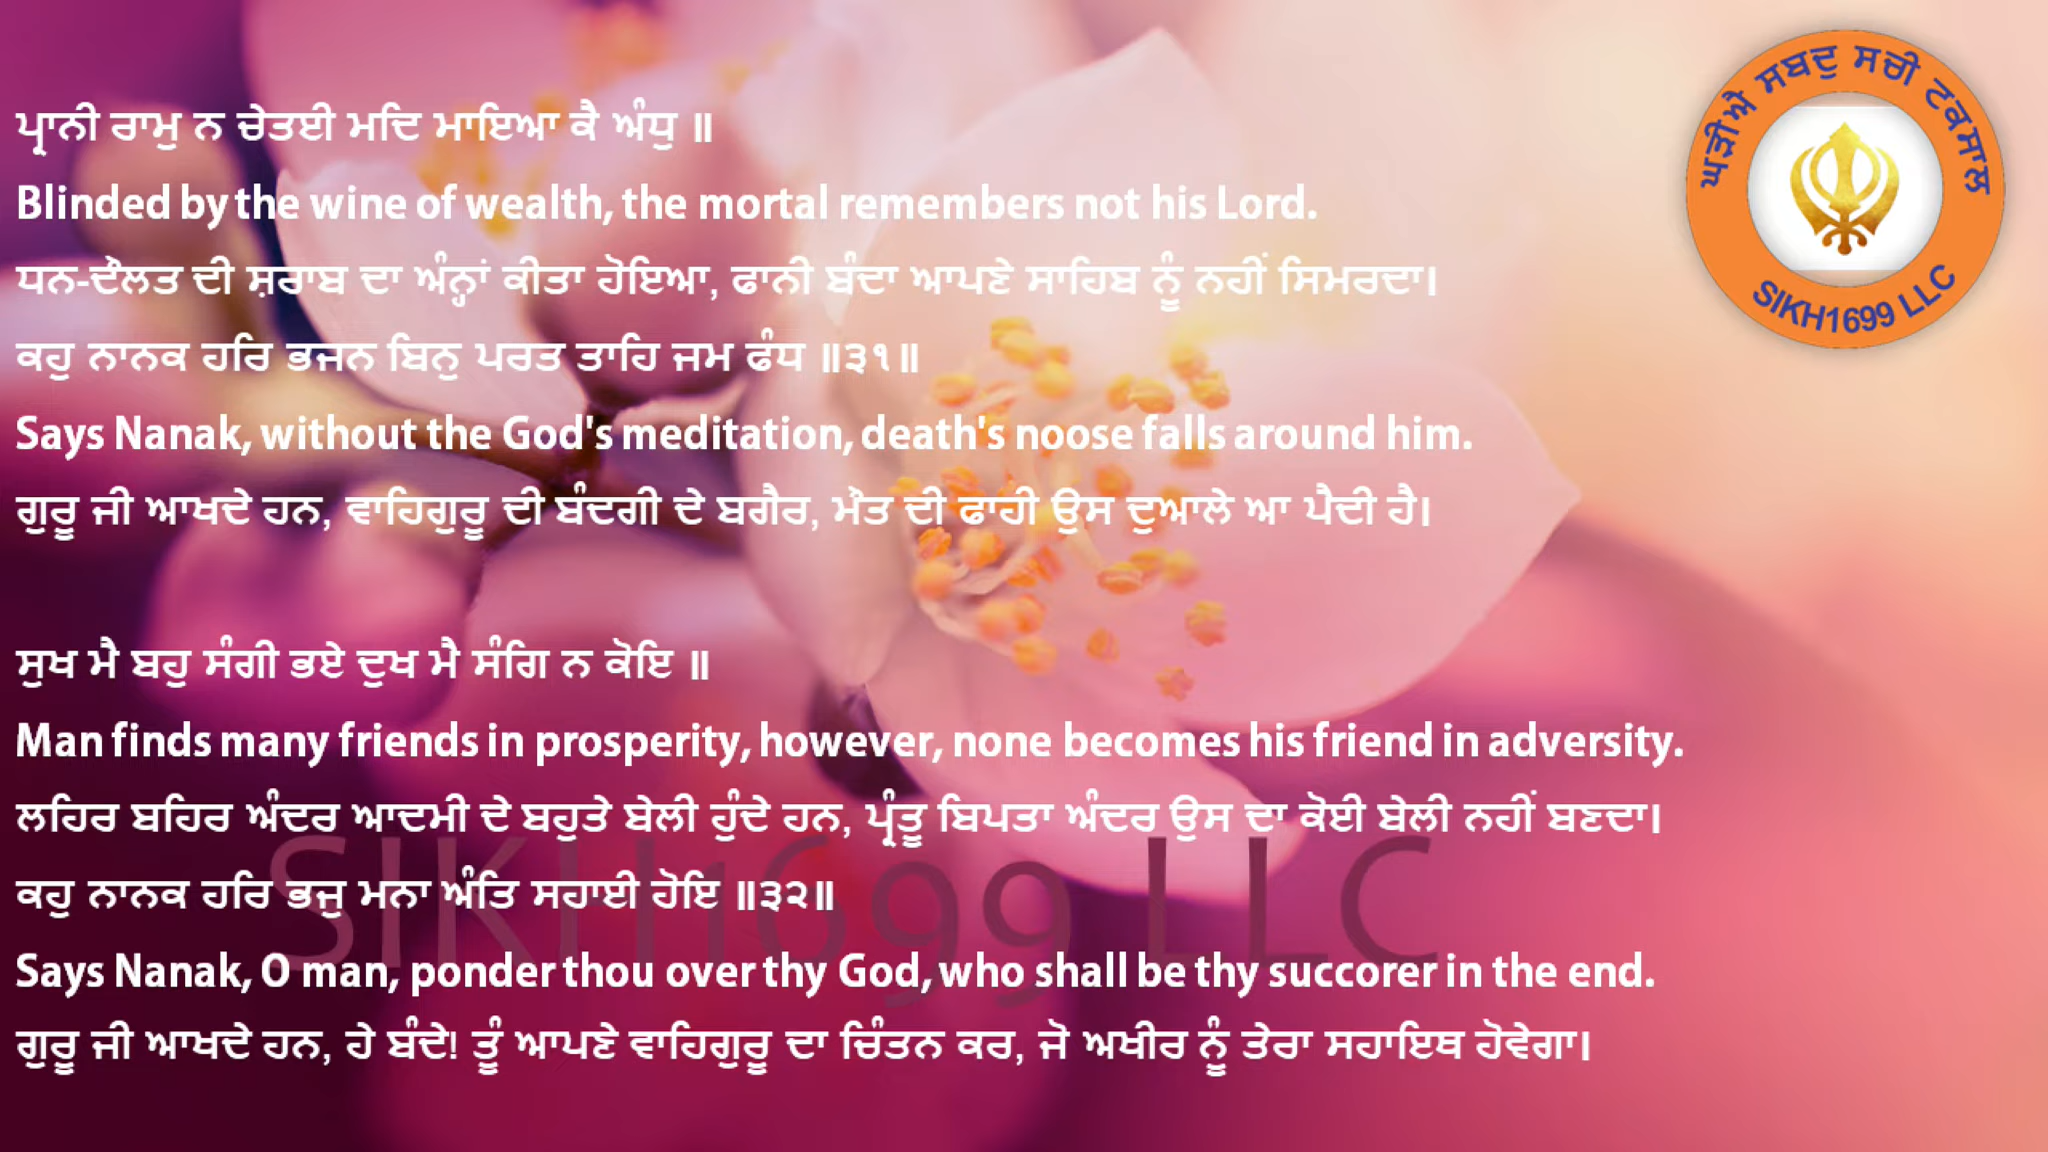 ਪ੍ਰਾਨੀ ਰਾਮੁ ਨ ਚੇਤਈ ਮਦਿ ਮਾਇਆ ਕੈ ਅੰਧੁ ॥
Blinded by the wine of wealth, the mortal remembers not his Lord.
ਧਨ-ਦੌਲਤ ਦੀ ਸ਼ਰਾਬ ਦਾ ਅੰਨ੍ਹਾਂ ਕੀਤਾ ਹੋਇਆ, ਫਾਨੀ ਬੰਦਾ ਆਪਣੇ ਸਾਹਿਬ ਨੂੰ ਨਹੀਂ ਸਿਮਰਦਾ।
ਕਹੁ ਨਾਨਕ ਹਰਿ ਭਜਨ ਬਿਨੁ ਪਰਤ ਤਾਹਿ ਜਮ ਫੰਧ ॥੩੧॥
Says Nanak, without the God's meditation, death's noose falls around him.
ਗੁਰੂ ਜੀ ਆਖਦੇ ਹਨ, ਵਾਹਿਗੁਰੂ ਦੀ ਬੰਦਗੀ ਦੇ ਬਗੈਰ, ਮੌਤ ਦੀ ਫਾਹੀ ਉਸ ਦੁਆਲੇ ਆ ਪੈਂਦੀ ਹੈ।
ਸੁਖ ਮੈ ਬਹੁ ਸੰਗੀ ਭਏ ਦੁਖ ਮੈ ਸੰਗਿ ਨ ਕੋਇ ॥
Man finds many friends in prosperity, however, none becomes his friend in adversity.
ਲਹਿਰ ਬਹਿਰ ਅੰਦਰ ਆਦਮੀ ਦੇ ਬਹੁਤੇ ਬੇਲੀ ਹੁੰਦੇ ਹਨ, ਪ੍ਰੰਤੂ ਬਿਪਤਾ ਅੰਦਰ ਉਸ ਦਾ ਕੋਈ ਬੇਲੀ ਨਹੀਂ ਬਣਦਾ।
ਕਹੁ ਨਾਨਕ ਹਰਿ ਭਜੁ ਮਨਾ ਅੰਤਿ ਸਹਾਈ ਹੋਇ ॥੩੨॥
Says Nanak, O man, ponder thou over thy God, who shall be thy succorer in the end.
ਗੁਰੂ ਜੀ ਆਖਦੇ ਹਨ, ਹੇ ਬੰਦੇ! ਤੂੰ ਆਪਣੇ ਵਾਹਿਗੁਰੂ ਦਾ ਚਿੰਤਨ ਕਰ, ਜੋ ਅਖੀਰ ਨੂੰ ਤੇਰਾ ਸਹਾਇਥ ਹੋਵੇਗਾ।
ਘੜੀਐ ਸਬਦੁ ਸਚੀ ਟਕਸਾਲ
SIKH1699 LLC
SIKH1699 LLC